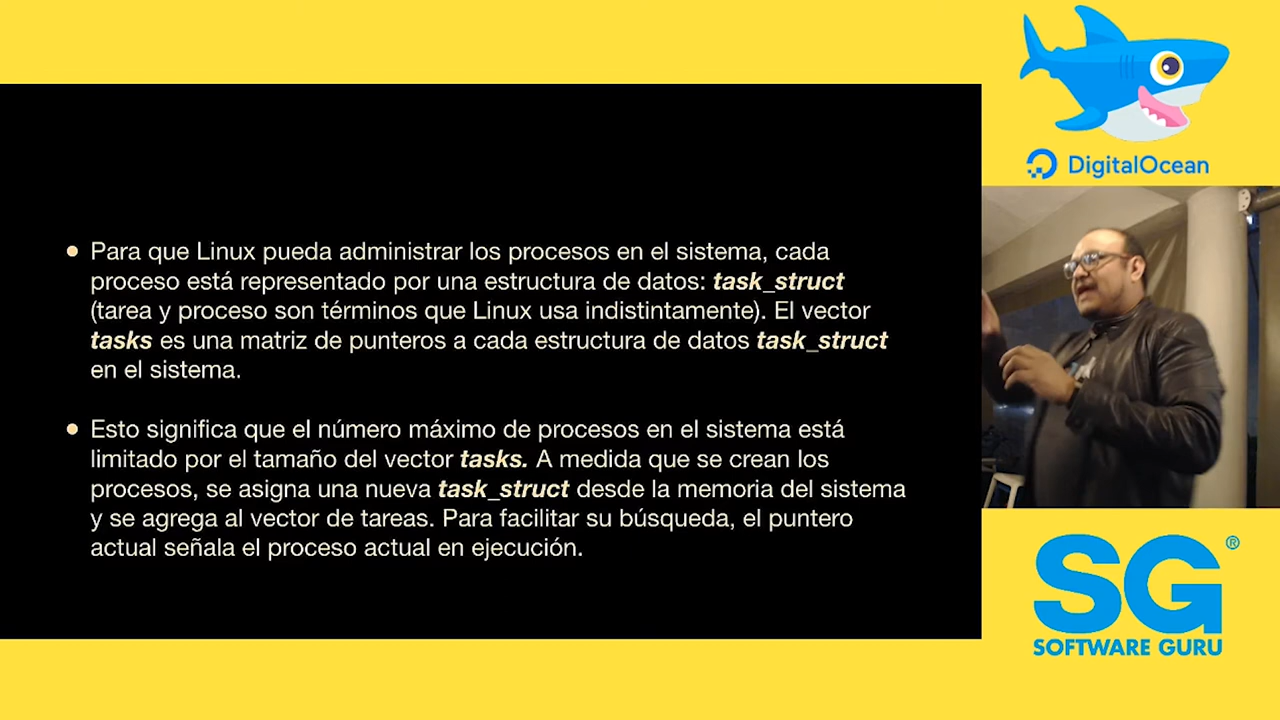 Para que Linux pueda administrar los procesos en el sistema, cada
proceso está representado por una estructura de datos: task_struct
(tarea y proceso son términos que Linux usa indistintamente). El vector
tasks es una matriz de punteros a cada estructura de datos task_struct
en el sistema.
Esto significa que el número máximo de procesos en el sistema está
limitado por el tamaño del vector tasks. A medida que se crean los
procesos, se asigna una nueva task_struct desde la memoria del sistema
y se agrega al vector de tareas. Para facilitar su búsqueda, el puntero
actual señala el proceso actual en ejecución.
DigitalOcean
SG®
SOFTWARE GURU